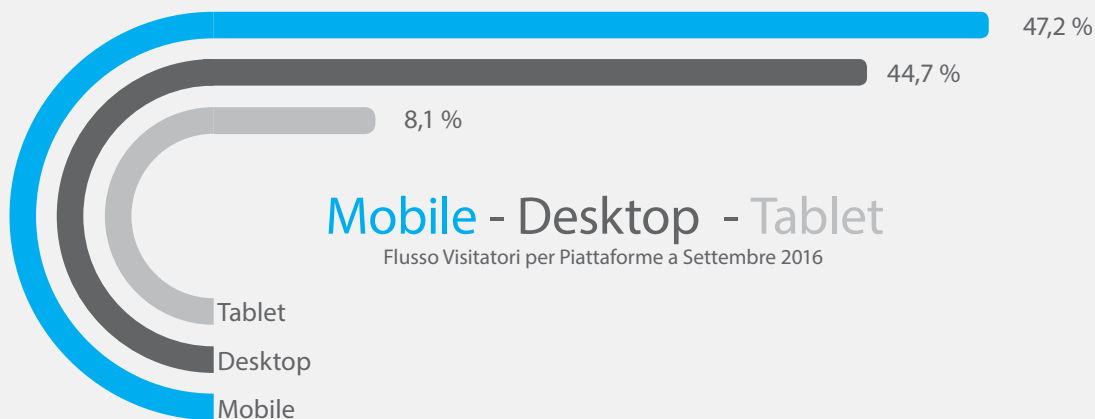 47,2 %
44,7 %
8,1 %
Mobile - Desktop - Tablet
Flusso Visitatori per Piattaforme a Settembre 2016
Tablet
Desktop
Mobile